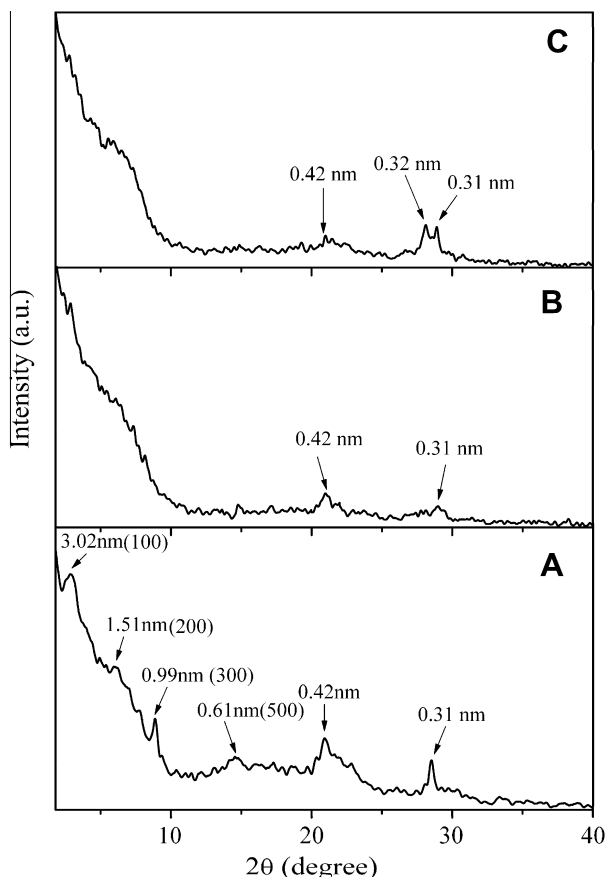 C
0.42 nm
0.32 nm
0.31 nm
B
0.42 nm
0.31 nm
Intensity (a.u.)
A
3.02nm(100)
1.51nm(200)
0.99nm (300)
0.61nm(500)
0.42nm
0.31 nm
10 20 30 40
2θ (degree)